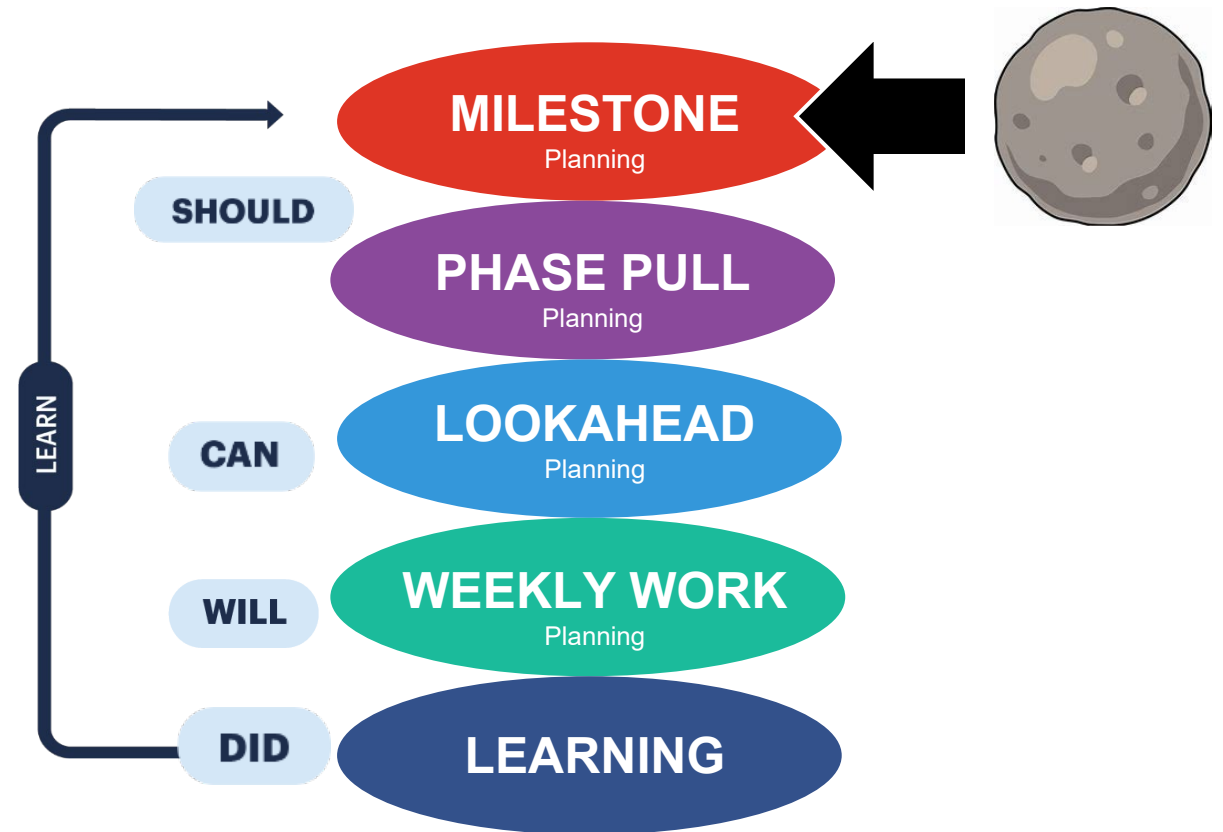 MILESTONE
Planning
SHOULD
PHASE PULL
Planning
LEARN
CAN
LOOKAHEAD
Planning
WILL
WEEKLY WORK
Planning
DID
LEARNING